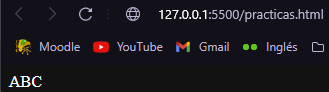 127.0.0.1:5500/practicas.html
Moodle YouTube Gmail Inglés
ABC